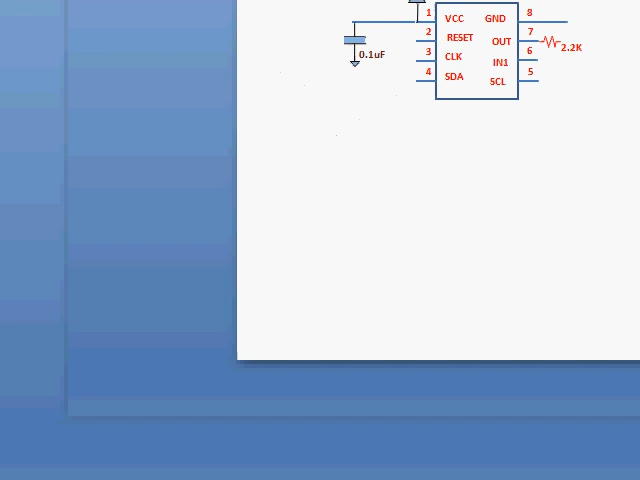 1 VCC GND 8
2 RESET OUT 7
2.2K
0.1uF
3 CLK IN1 6
4 SDA SCL 5